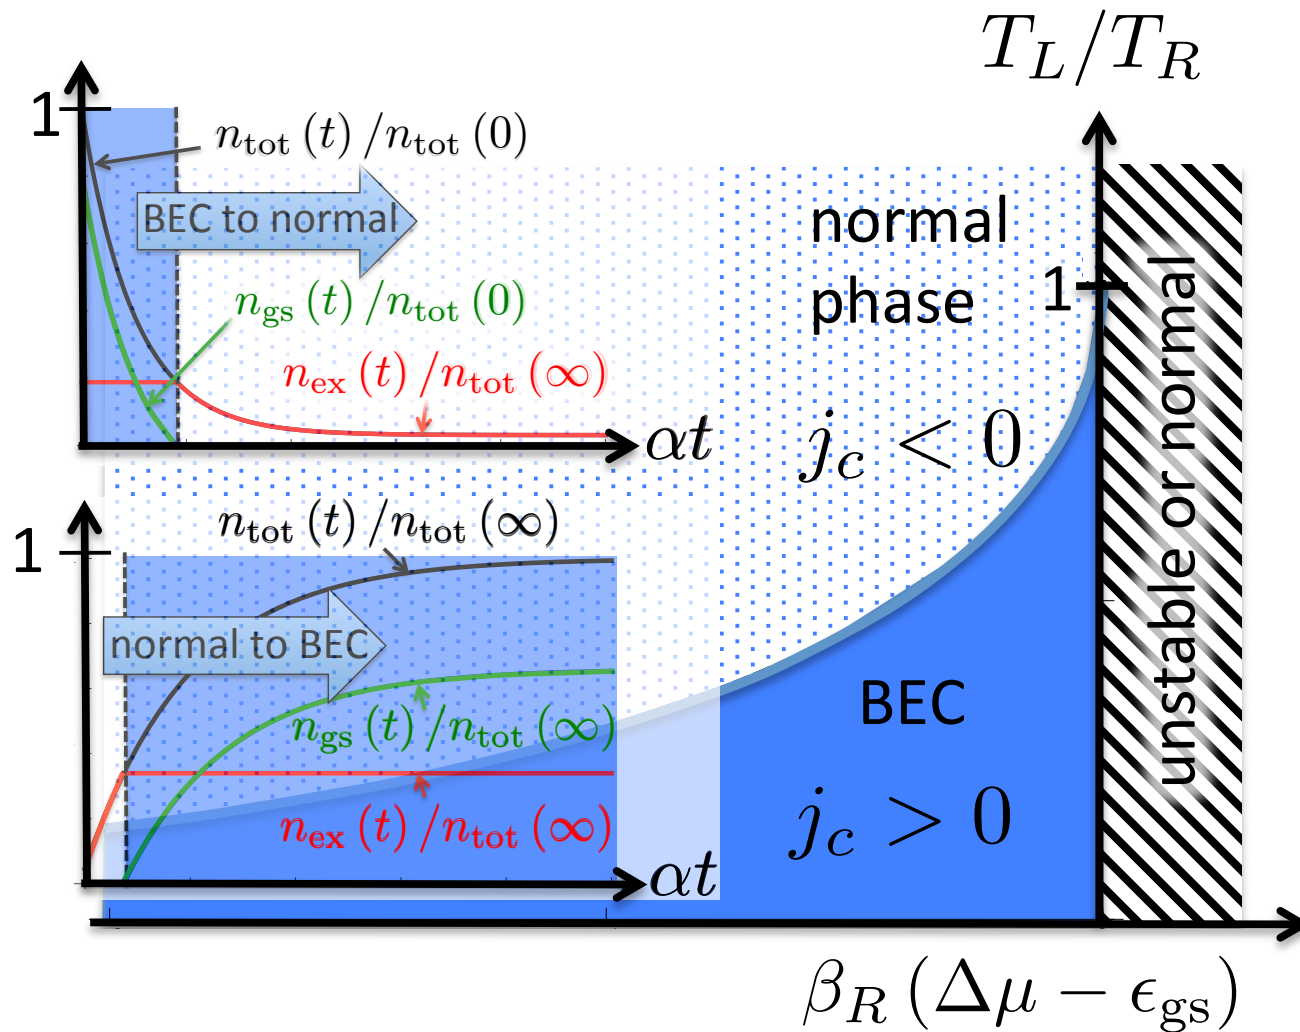 T_L/T_R
1
n_tot (t) / n_tot (0)
BEC to normal
n_gs (t) / n_tot (0)
n_ex (t) / n_tot (∞)
αt
normal
phase
1
j_c < 0
unstable or normal
1
n_tot (t) / n_tot (∞)
normal to BEC
n_gs (t) / n_tot (∞)
n_ex (t) / n_tot (∞)
αt
BEC
j_c > 0
β_R (Δμ − ϵ_gs)